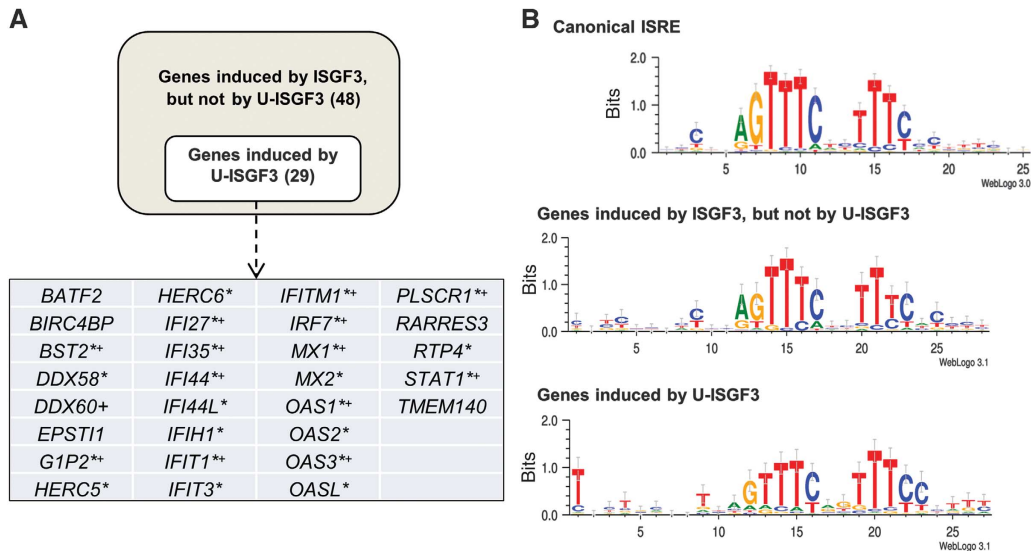 A
Genes induced by ISGF3,
but not by U-ISGF3 (48)
Genes induced by
U-ISGF3 (29)
BATF2 HERC6* IFITM1*+ PLSCR1*+
BIRC4BP IFI27*+ IRF7*+ RARRES3
BST2*+ IFI35*+ MX1*+ RTP4*
DDX58* IFI44*+ MX2* STAT1*+
DDX60+ IFI44L* OAS1*+ TMEM140
EPSTI1 IFIH1* OAS2*
G1P2*+ IFIT1*+ OAS3*+
HERC5* IFIT3* OASL*
B
Canonical ISRE
Bits
2.0
1.0
0.0
5 10 15 20 25
WebLogo 3.0
Genes induced by ISGF3, but not by U-ISGF3
Bits
2.0
1.0
0.0
5 10 15 20 25
WebLogo 3.1
Genes induced by U-ISGF3
Bits
2.0
1.0
0.0
5 10 15 20 25
WebLogo 3.1